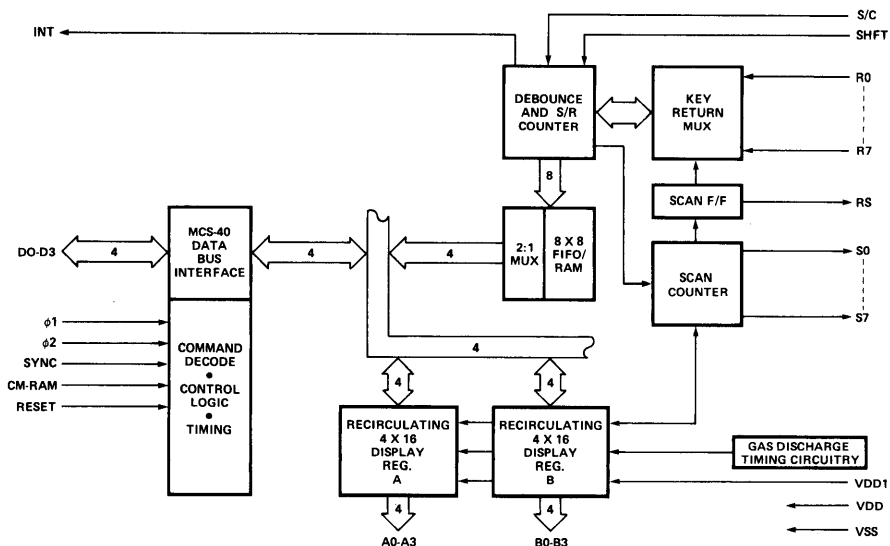 S/C
INT
SHFT
DEBOUNCE
AND S/R
COUNTER
KEY
RETURN
MUX
R0
R7
8
SCAN F/F
RS
MCS-40
DATA
BUS
INTERFACE
DO-D3
4
4
4
2:1
MUX
8 X 8
FIFO/
RAM
SCAN
COUNTER
S0
S7
φ1
φ2
SYNC
CM-RAM
RESET
COMMAND
DECODE
•
CONTROL
LOGIC
•
TIMING
4
4
4
RECIRCULATING
4 X 16
DISPLAY
REG.
A
RECIRCULATING
4 X 16
DISPLAY
REG.
B
GAS DISCHARGE
TIMING CIRCUITRY
VDD1
VDD
VSS
4
4
A0-A3
B0-B3